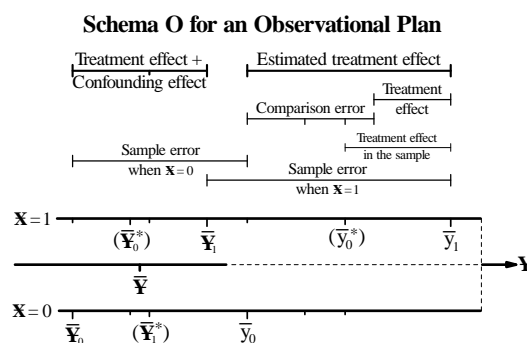 Schema O for an Observational Plan
Treatment effect +
Confounding effect
Estimated treatment effect
Comparison error
Treatment
effect
Treatment effect
in the sample
Sample error
when X = 0
Sample error
when X = 1
X = 1
(Ȳ₀*)
Ȳ₁
(ȳ₀*)
ȳ₁
Ȳ
Y
X = 0
Ȳ₀
(Ȳ₁*)
ȳ₀